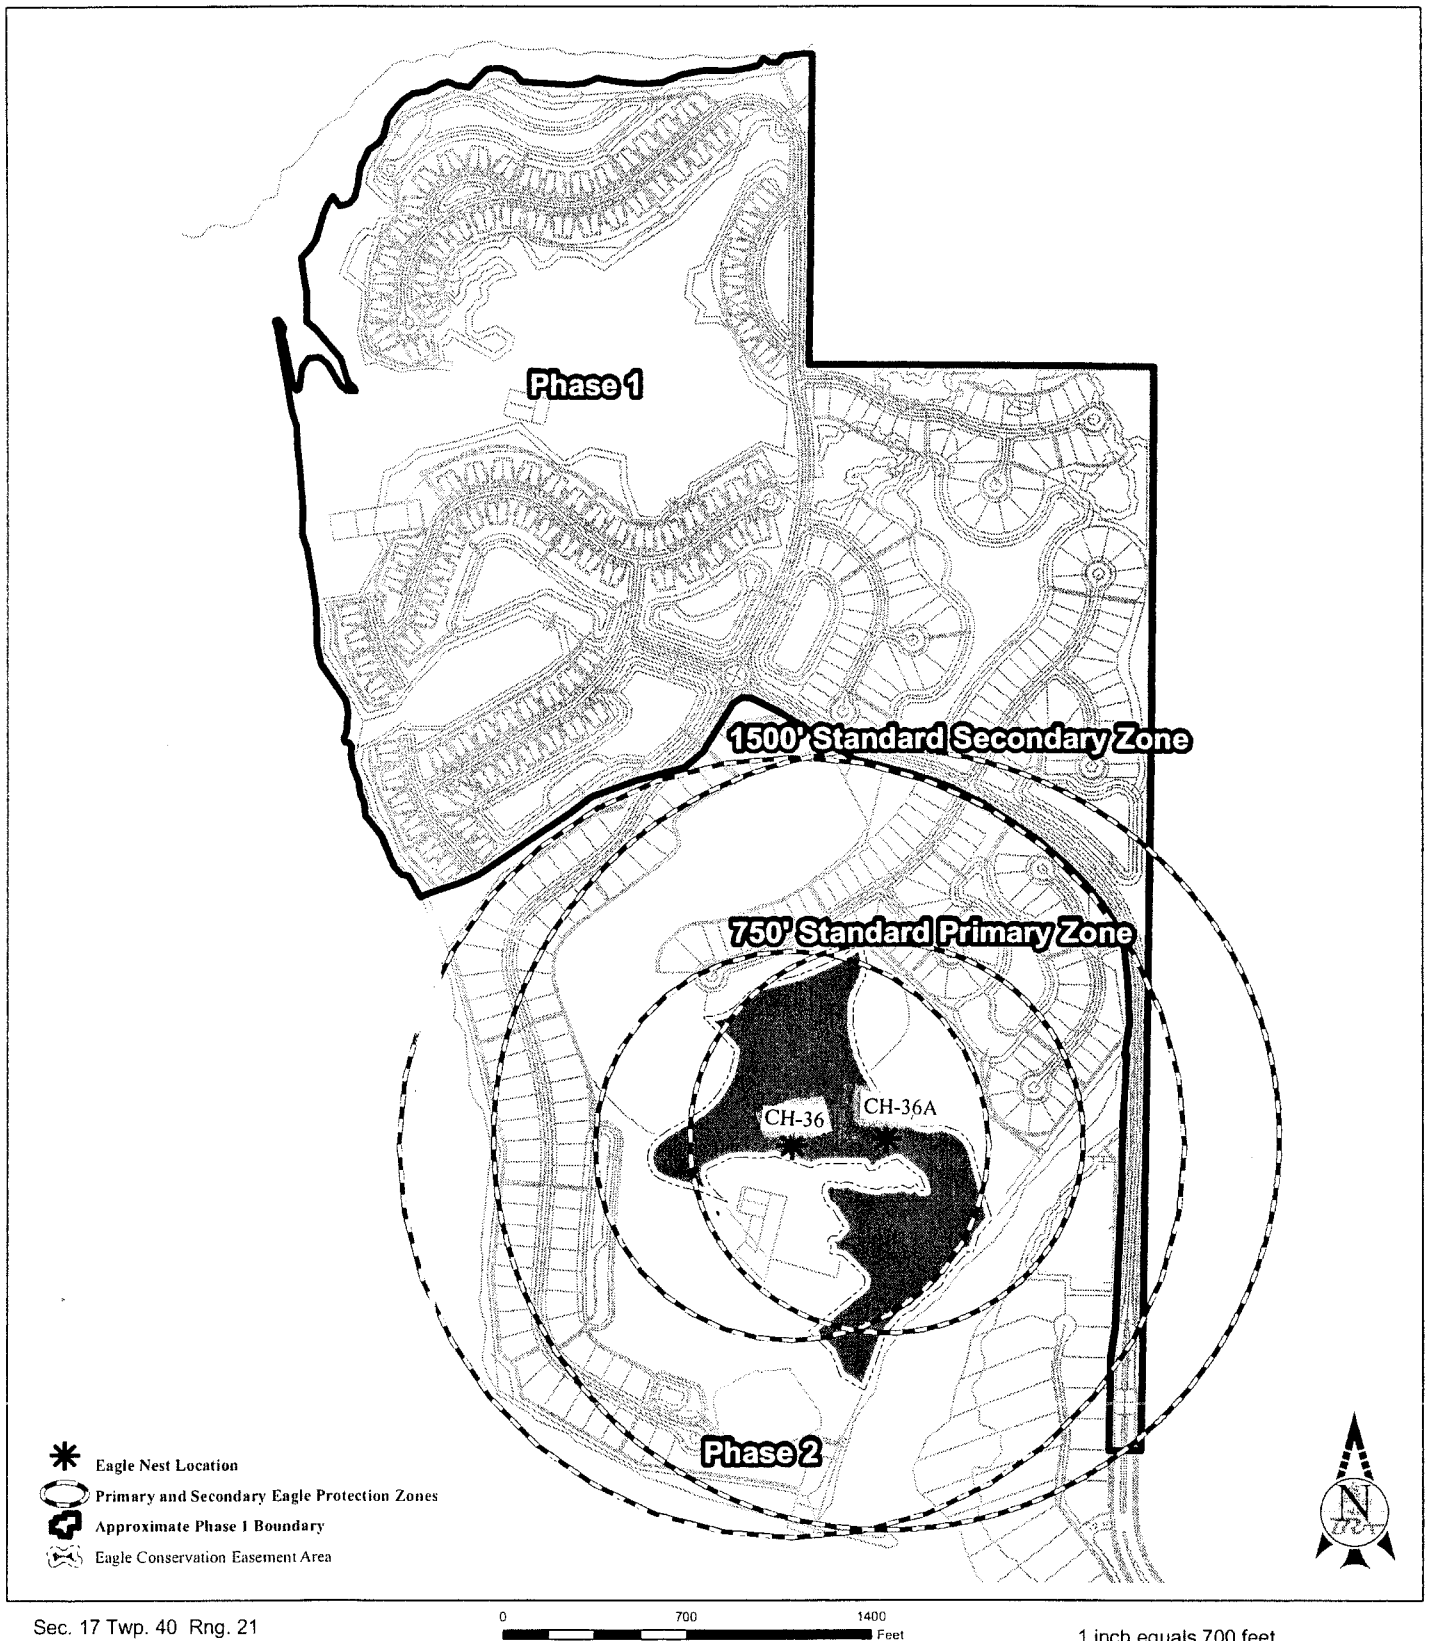 Phase 1
1500' Standard Secondary Zone
750' Standard Primary Zone
CH-36
CH-36A
Phase 2
Eagle Nest Location
Primary and Secondary Eagle Protection Zones
Approximate Phase 1 Boundary
Eagle Conservation Easement Area
N
Sec. 17 Twp. 40 Rng. 21
0 700 1400
Feet
1 inch equals 700 feet